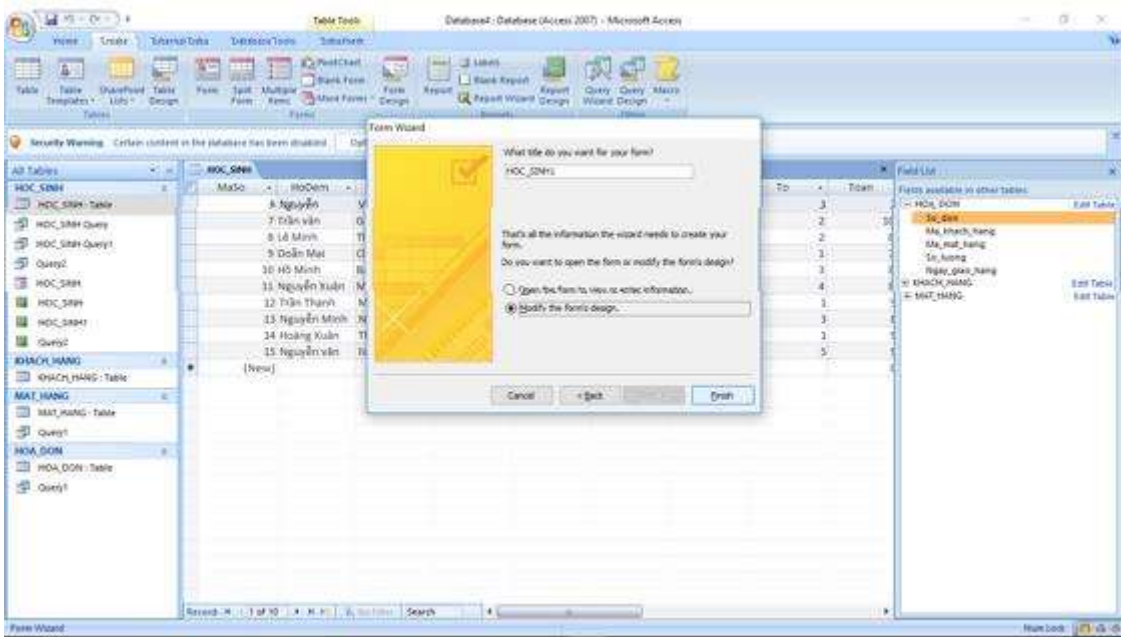 Table Tools
Database4 : Database (Access 2007) - Microsoft Access
Home Create External Data Database Tools Datasheet
PivotChart
Labels
Blank Form
Blank Report
More Forms
Report Wizard
Table Table SharePoint Table Form Split Multiple Form Report Report Query Query Macro
Templates Lists Design Form Items Design Design Wizard Design
Tables Forms
Security Warning Certain content in the database has been disabled
All Tables
HOC_SINH
HOC_SINH : Table
HOC_SINH Query
HOC_SINH Query1
Query2
HOC_SINH
HOC_SINH
HOC_SINH1
Query2
KHACH_HANG
KHACH_HANG : Table
MAT_HANG
MAT_HANG : Table
Query1
HOA_DON
HOA_DON : Table
Query1
HOC_SINH
MaSo HoDem To Toan
Nguyễn 3
7 Trần văn 2
8 Lê Minh 2
9 Doãn Mai
10 Hồ Minh
11 Nguyễn Xuân 4
12 Trần Thanh
13 Nguyễn Minh
14 Hoàng Xuân
15 Nguyễn văn 5
(New)
Form Wizard
What title do you want for your form?
HOC_SINH1
That's all the information the wizard needs to create your
form.
Do you want to open the form or modify the form's design?
Open the form to view or enter information.
Modify the form's design.
Cancel < Back Finish
Field List
Fields available in other tables:
HOA_DON Edit Table
So_don
Ma_khach_hang
Ma_mat_hang
So_luong
Ngay_giao_hang
KHACH_HANG Edit Table
MAT_HANG Edit Table
Record: 1 of 10 Search
Form Wizard
Num Lock